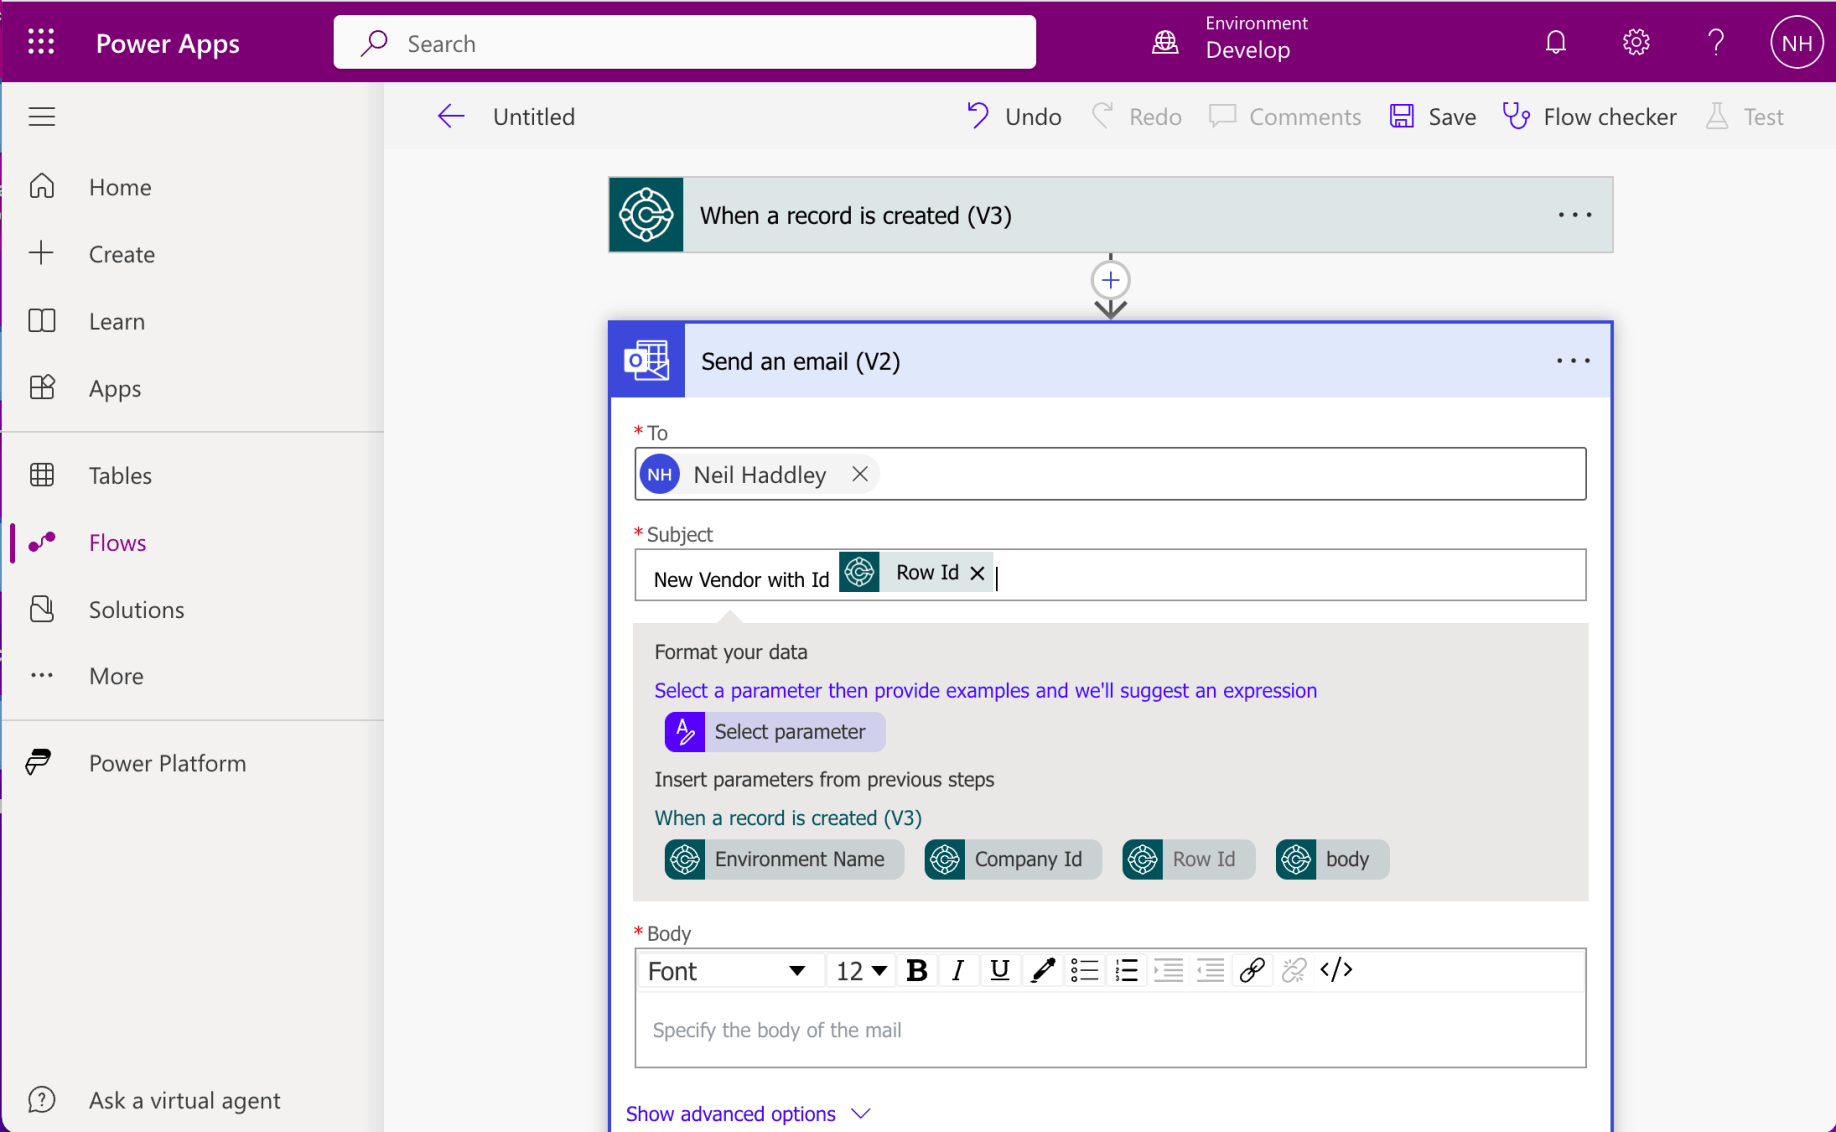 Power Apps
Search
Environment
Develop
NH
Untitled
Undo
Redo
Comments
Save
Flow checker
Test
Home
Create
Learn
Apps
Tables
Flows
Solutions
More
Power Platform
Ask a virtual agent
When a record is created (V3)
Send an email (V2)
* To
NH Neil Haddley
* Subject
New Vendor with Id Row Id
Format your data
Select a parameter then provide examples and we'll suggest an expression
Select parameter
Insert parameters from previous steps
When a record is created (V3)
Environment Name Company Id Row Id body
* Body
Font 12 B I U </>
Specify the body of the mail
Show advanced options